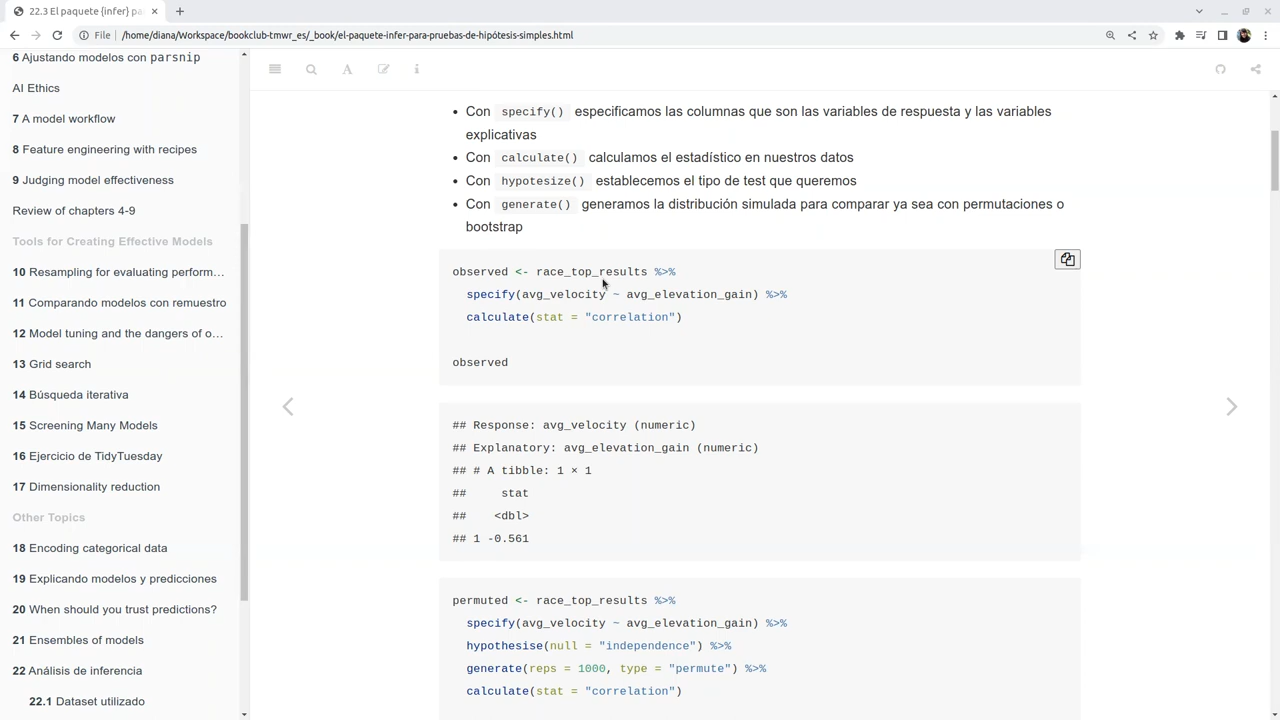 22.3 El paquete {infer} pa
File
/home/diana/Workspace/bookclub-tmwr_es/_book/el-paquete-infer-para-pruebas-de-hipótesis-simples.html
6 Ajustando modelos con parsnip
AI Ethics
7 A model workflow
8 Feature engineering with recipes
9 Judging model effectiveness
Review of chapters 4-9
Tools for Creating Effective Models
10 Resampling for evaluating perform…
11 Comparando modelos con remuestro
12 Model tuning and the dangers of o…
13 Grid search
14 Búsqueda iterativa
15 Screening Many Models
16 Ejercicio de TidyTuesday
17 Dimensionality reduction
Other Topics
18 Encoding categorical data
19 Explicando modelos y predicciones
20 When should you trust predictions?
21 Ensembles of models
22 Análisis de inferencia
22.1 Dataset utilizado
• Con specify() especificamos las columnas que son las variables de respuesta y las variables
explicativas
• Con calculate() calculamos el estadístico en nuestros datos
• Con hypotesize() establecemos el tipo de test que queremos
• Con generate() generamos la distribución simulada para comparar ya sea con permutaciones o
bootstrap
observed <- race_top_results %>%
specify(avg_velocity ~ avg_elevation_gain) %>%
calculate(stat = "correlation")
observed
## Response: avg_velocity (numeric)
## Explanatory: avg_elevation_gain (numeric)
## # A tibble: 1 × 1
##     stat
##    <dbl>
## 1 -0.561
permuted <- race_top_results %>%
specify(avg_velocity ~ avg_elevation_gain) %>%
hypothesise(null = "independence") %>%
generate(reps = 1000, type = "permute") %>%
calculate(stat = "correlation")